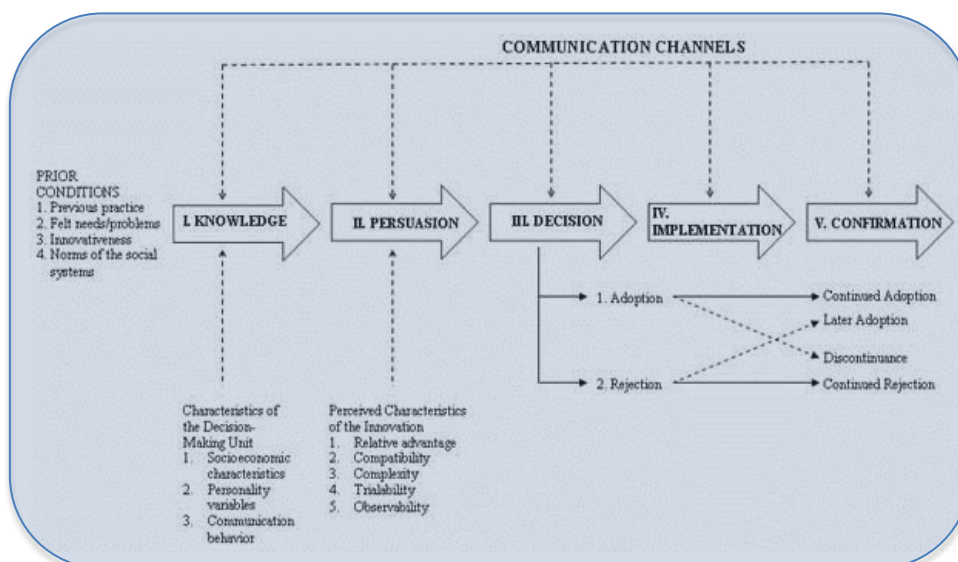 COMMUNICATION CHANNELS
PRIOR
CONDITIONS
1. Previous practice
2. Felt needs/problems
3. Innovativeness
4. Norms of the social
systems
I. KNOWLEDGE
II. PERSUASION
III. DECISION
IV.
IMPLEMENTATION
V. CONFIRMATION
1. Adoption
Continued Adoption
Later Adoption
Discontinuance
2. Rejection
Continued Rejection
Characteristics of
the Decision-
Making Unit
1. Socioeconomic
characteristics
2. Personality
variables
3. Communication
behavior
Perceived Characteristics
of the Innovation
1. Relative advantage
2. Compatibility
3. Complexity
4. Trialability
5. Observability